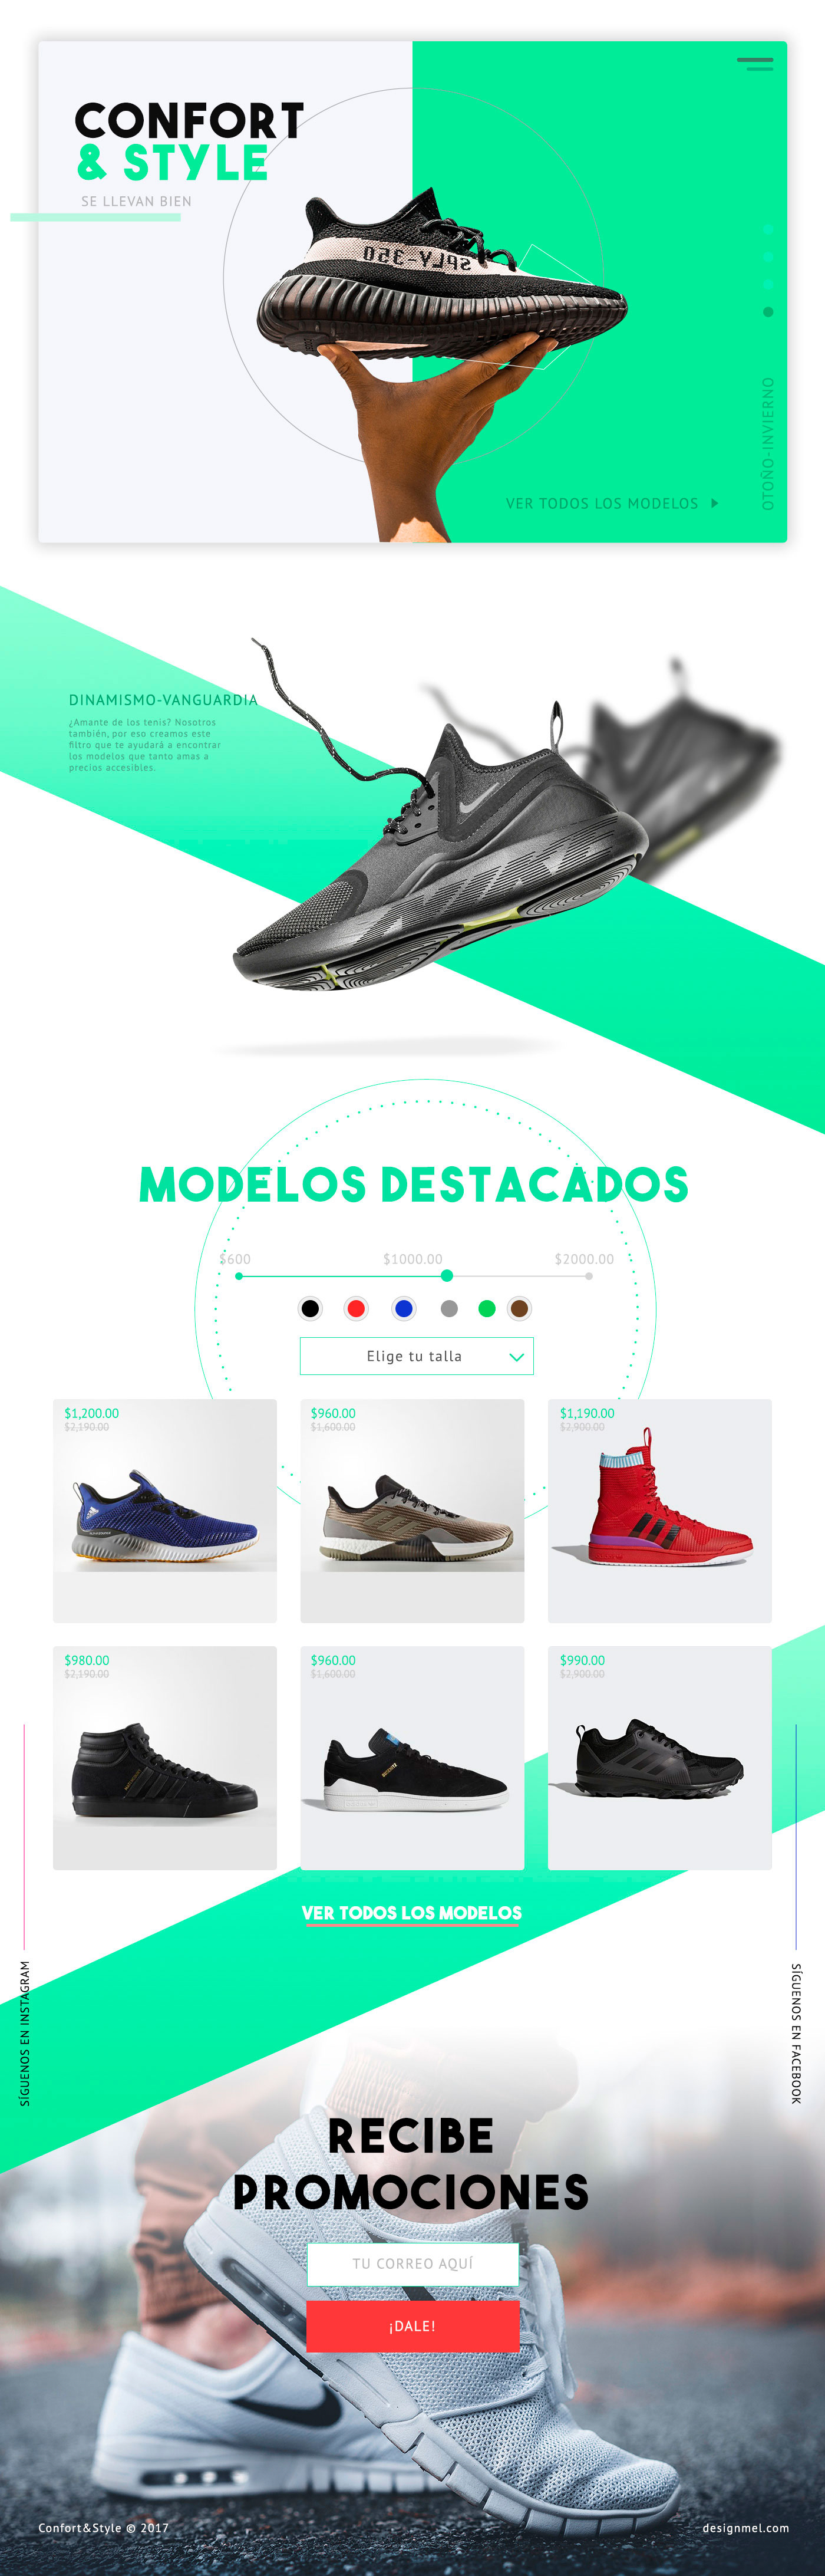 CONFORT
& STYLE
SE LLEVAN BIEN
SPLY-350
OTOÑO-INVIERNO
VER TODOS LOS MODELOS
DINAMISMO-VANGUARDIA
¿Amante de los tenis? Nosotros
también, por eso creamos este
filtro que te ayudará a encontrar
los modelos que tanto amas a
precios accesibles.
MODELOS DESTACADOS
$600 $1000.00 $2000.00
Elige tu talla
$1,200.00 $960.00 $1,190.00
$2,190.00 $1,600.00 $2,900.00
$980.00 $960.00 $990.00
$2,190.00 $1,600.00 $2,900.00
VER TODOS LOS MODELOS
SÍGUENOS EN INSTAGRAM
SÍGUENOS EN FACEBOOK
RECIBE
PROMOCIONES
TU CORREO AQUÍ
¡DALE!
Confort&Style © 2017 designmel.com